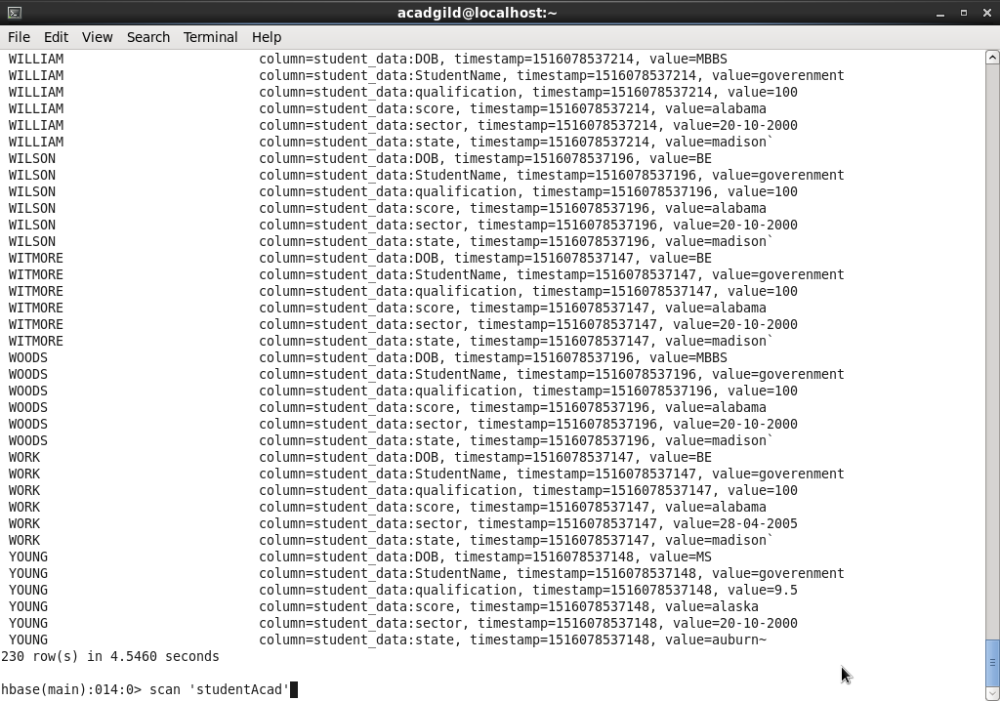 acadgild@localhost:~
File Edit View Search Terminal Help
WILLIAM column=student_data:DOB, timestamp=1516078537214, value=MBBS
WILLIAM column=student_data:StudentName, timestamp=1516078537214, value=government
WILLIAM column=student_data:qualification, timestamp=1516078537214, value=100
WILLIAM column=student_data:score, timestamp=1516078537214, value=alabama
WILLIAM column=student_data:sector, timestamp=1516078537214, value=20-10-2000
WILLIAM column=student_data:state, timestamp=1516078537214, value=madison`
WILSON column=student_data:DOB, timestamp=1516078537196, value=BE
WILSON column=student_data:StudentName, timestamp=1516078537196, value=government
WILSON column=student_data:qualification, timestamp=1516078537196, value=100
WILSON column=student_data:score, timestamp=1516078537196, value=alabama
WILSON column=student_data:sector, timestamp=1516078537196, value=20-10-2000
WILSON column=student_data:state, timestamp=1516078537196, value=madison`
WITMORE column=student_data:DOB, timestamp=1516078537147, value=BE
WITMORE column=student_data:StudentName, timestamp=1516078537147, value=government
WITMORE column=student_data:qualification, timestamp=1516078537147, value=100
WITMORE column=student_data:score, timestamp=1516078537147, value=alabama
WITMORE column=student_data:sector, timestamp=1516078537147, value=20-10-2000
WITMORE column=student_data:state, timestamp=1516078537147, value=madison`
WOODS column=student_data:DOB, timestamp=1516078537196, value=MBBS
WOODS column=student_data:StudentName, timestamp=1516078537196, value=government
WOODS column=student_data:qualification, timestamp=1516078537196, value=100
WOODS column=student_data:score, timestamp=1516078537196, value=alabama
WOODS column=student_data:sector, timestamp=1516078537196, value=20-10-2000
WOODS column=student_data:state, timestamp=1516078537196, value=madison`
WORK column=student_data:DOB, timestamp=1516078537147, value=BE
WORK column=student_data:StudentName, timestamp=1516078537147, value=government
WORK column=student_data:qualification, timestamp=1516078537147, value=100
WORK column=student_data:score, timestamp=1516078537147, value=alabama
WORK column=student_data:sector, timestamp=1516078537147, value=28-04-2005
WORK column=student_data:state, timestamp=1516078537147, value=madison`
YOUNG column=student_data:DOB, timestamp=1516078537148, value=MS
YOUNG column=student_data:StudentName, timestamp=1516078537148, value=government
YOUNG column=student_data:qualification, timestamp=1516078537148, value=9.5
YOUNG column=student_data:score, timestamp=1516078537148, value=alaska
YOUNG column=student_data:sector, timestamp=1516078537148, value=20-10-2000
YOUNG column=student_data:state, timestamp=1516078537148, value=auburn~
230 row(s) in 4.5460 seconds
hbase(main):014:0> scan 'studentAcad'